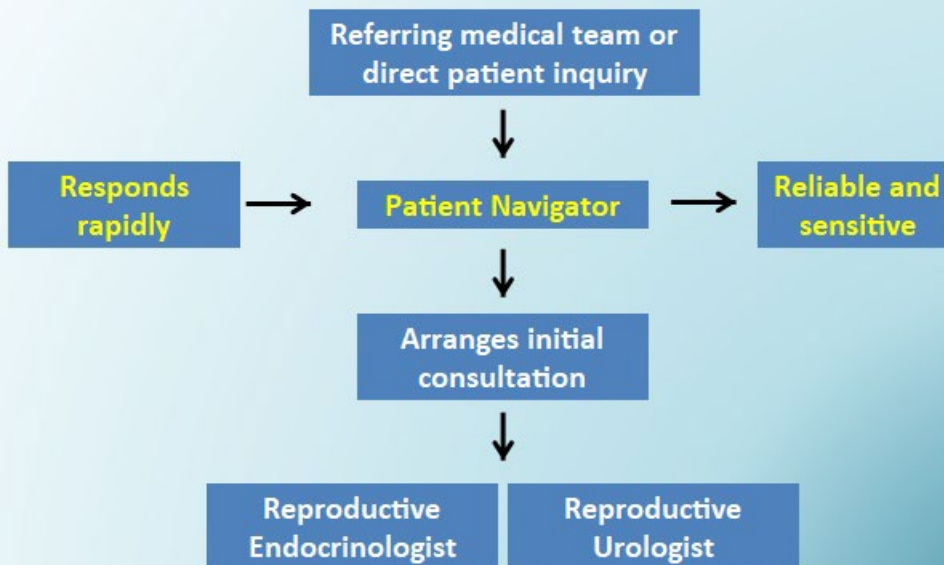 Referring medical team or
direct patient inquiry
Responds
rapidly
Patient Navigator
Reliable and
sensitive
Arranges initial
consultation
Reproductive
Endocrinologist
Reproductive
Urologist